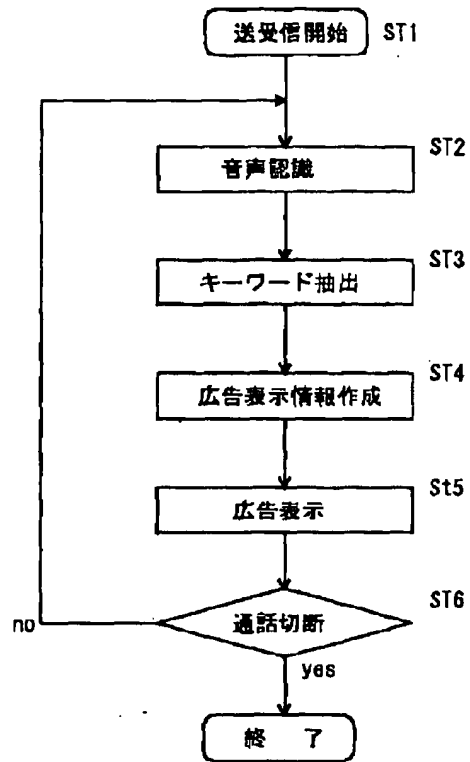 送受信開始 ST1
ST2
音声認識
ST3
キーワード抽出
ST4
広告表示情報作成
St5
広告表示
ST6
通話切断
no
yes
終 了